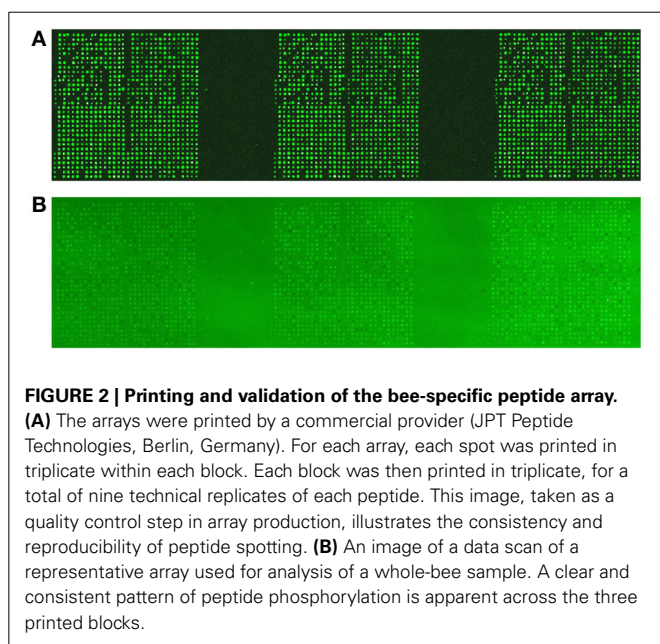 A
B
FIGURE 2 | Printing and validation of the bee-specific peptide array.
(A) The arrays were printed by a commercial provider (JPT Peptide
Technologies, Berlin, Germany). For each array, each spot was printed in
triplicate within each block. Each block was then printed in triplicate, for a
total of nine technical replicates of each peptide. This image, taken as a
quality control step in array production, illustrates the consistency and
reproducibility of peptide spotting. (B) An image of a data scan of a
representative array used for analysis of a whole-bee sample. A clear and
consistent pattern of peptide phosphorylation is apparent across the three
printed blocks.